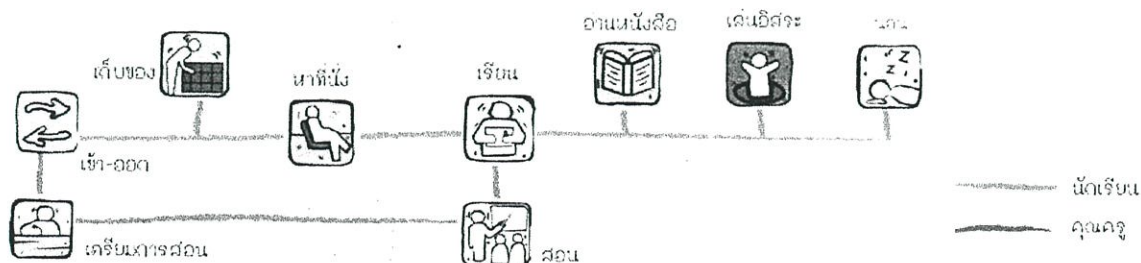 อ่านหนังสือ
เล่นอิสระ
นอน
เก็บของ
หาที่นั่ง
เรียน
เข้า-ออก
นักเรียน
คุณครู
เตรียมการสอน
สอน